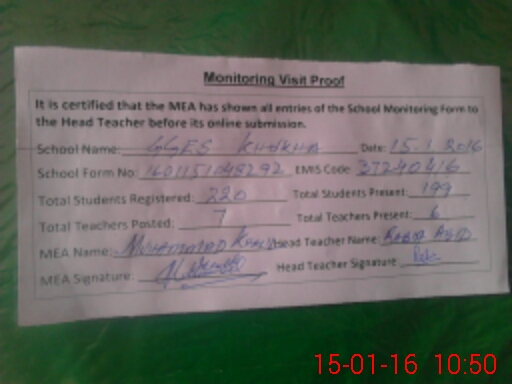 Monitoring Visit Proof
It is certified that the MEA has shown all entries of the School Monitoring Form to
the Head Teacher before its online submission.
School Name: GGES KHOKHA Date: 15-1-2016
School Form No: EMIS Code: 37240416
Total Students Registered: 220 Total Students Present: 199
Total Teachers Posted: 7 Total Teachers Present: 6
MEA Name: Muhammad Head Teacher Name: Rabia
MEA Signature: Head Teacher Signature
15-01-16 10:50